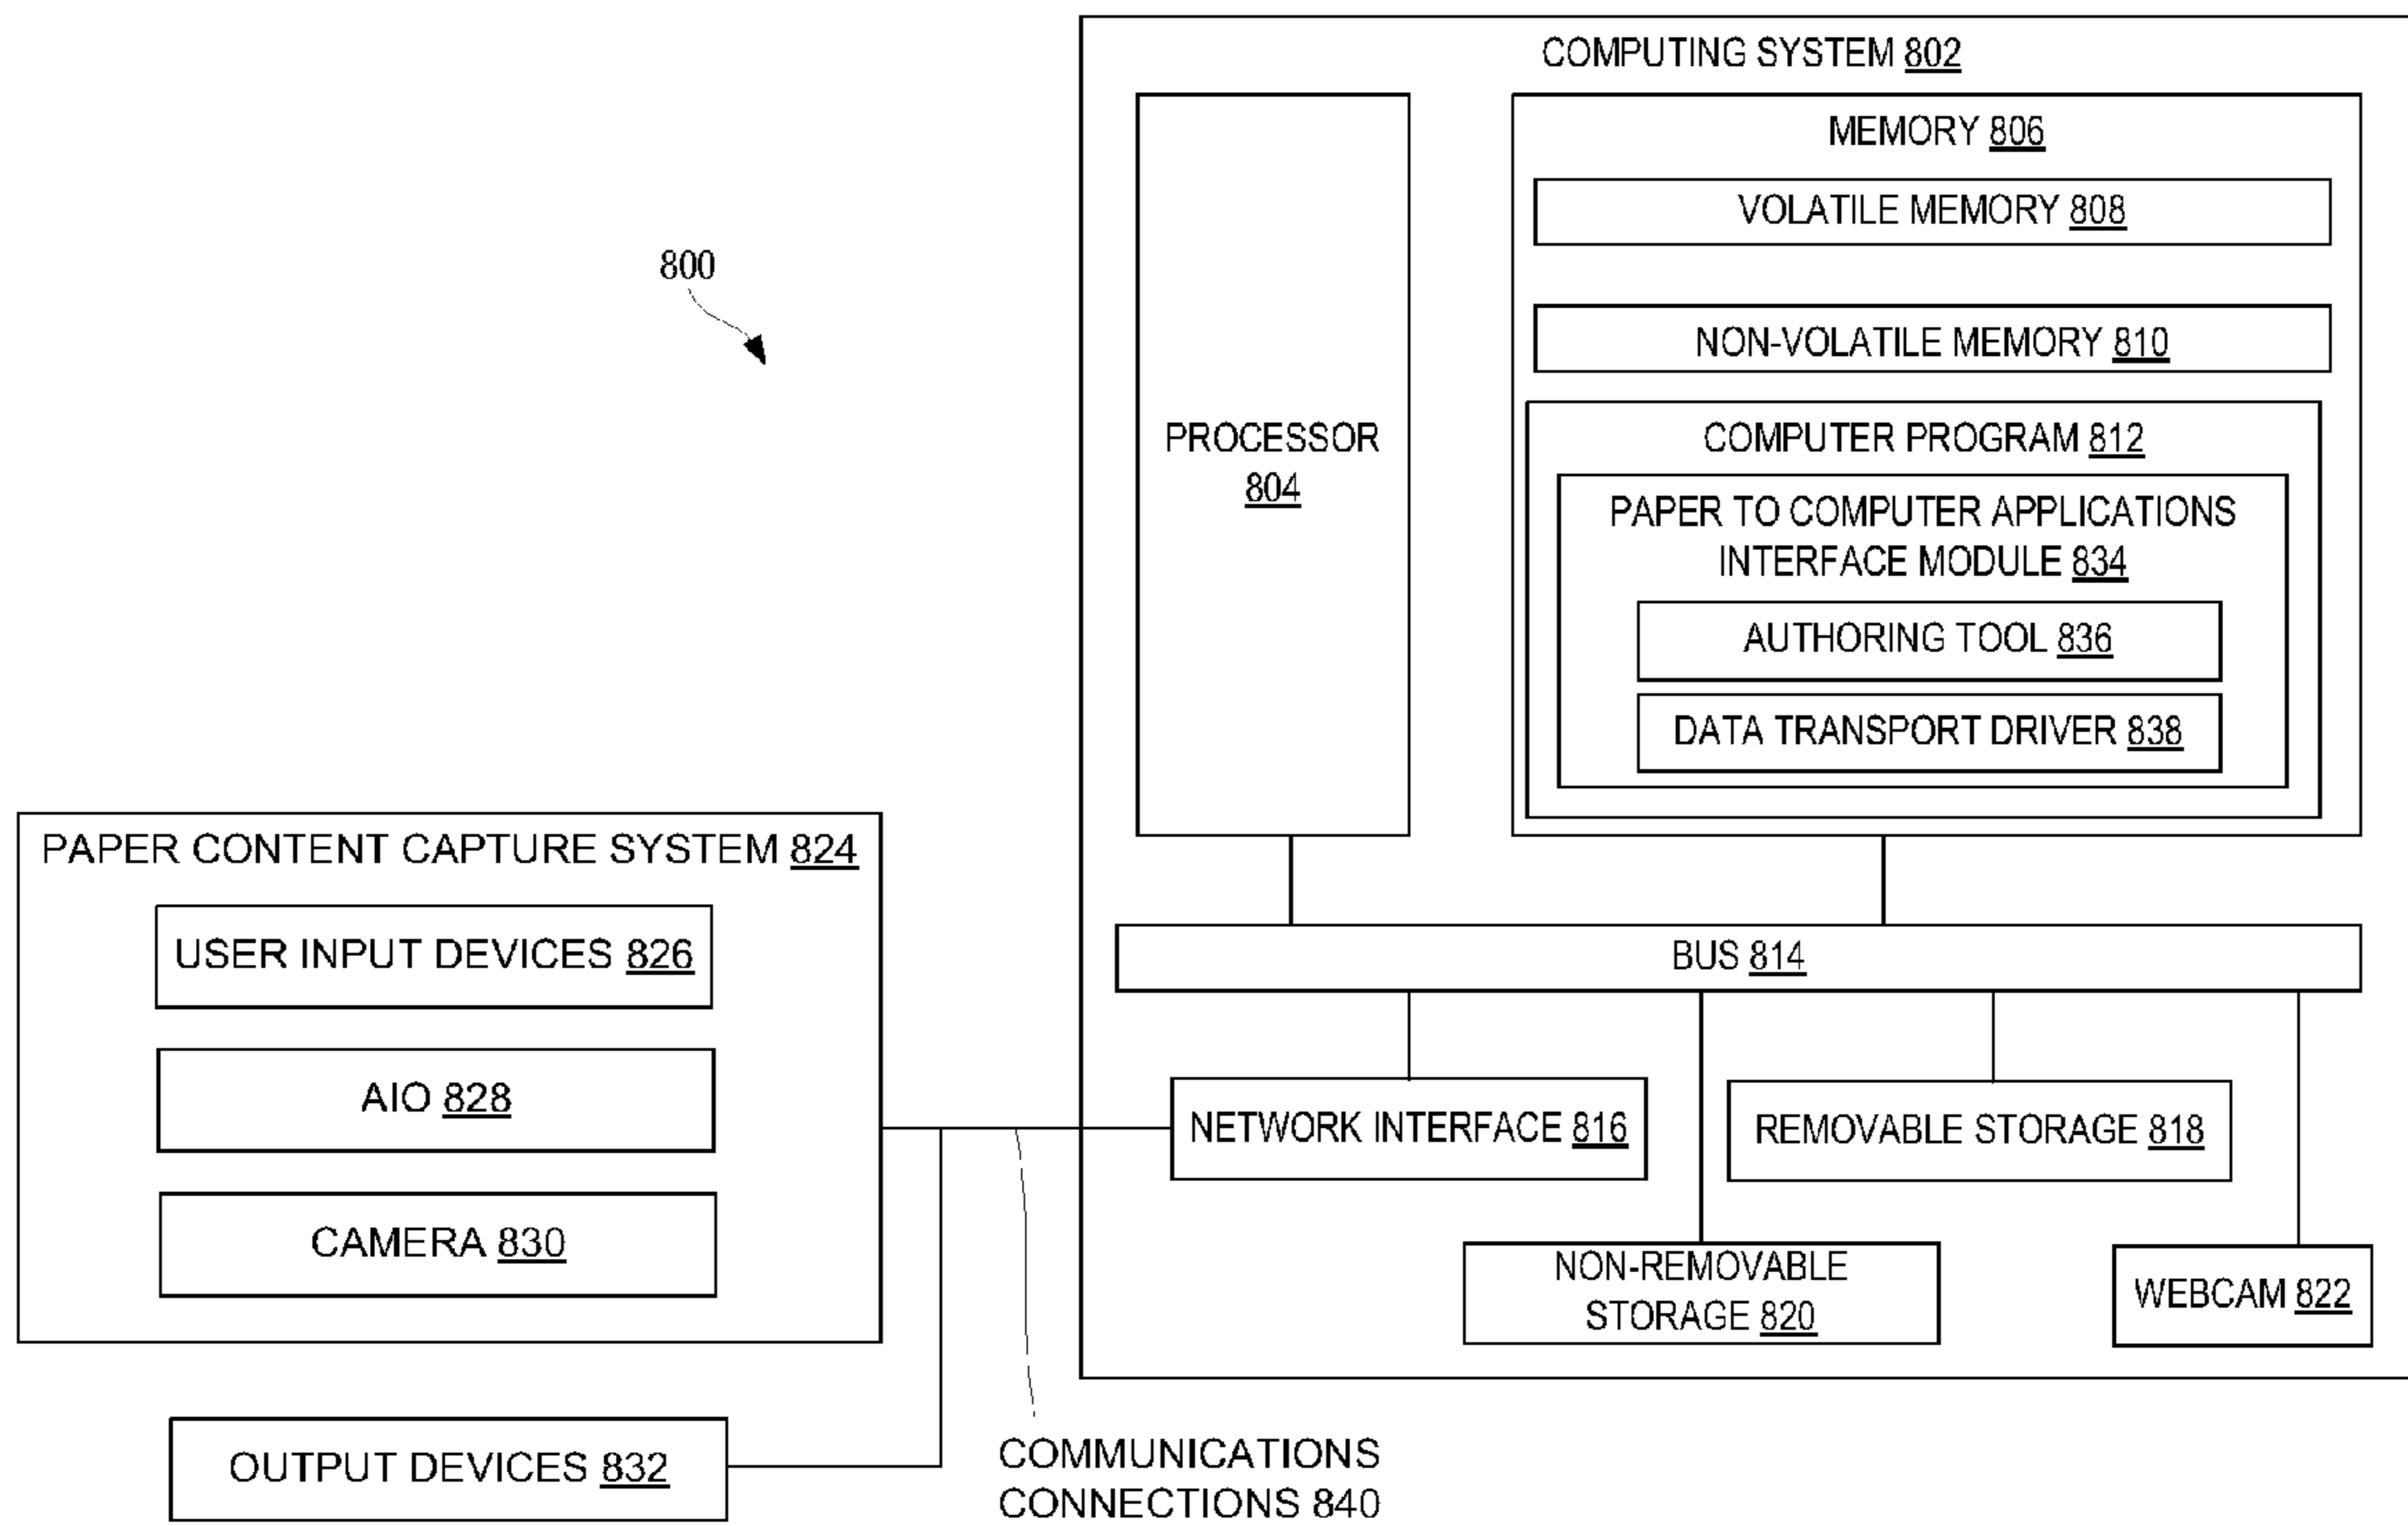 800
COMPUTING SYSTEM 802
PROCESSOR
804
MEMORY 806
VOLATILE MEMORY 808
NON-VOLATILE MEMORY 810
COMPUTER PROGRAM 812
PAPER TO COMPUTER APPLICATIONS
INTERFACE MODULE 834
AUTHORING TOOL 836
DATA TRANSPORT DRIVER 838
BUS 814
NETWORK INTERFACE 816
REMOVABLE STORAGE 818
NON-REMOVABLE
STORAGE 820
WEBCAM 822
PAPER CONTENT CAPTURE SYSTEM 824
USER INPUT DEVICES 826
AIO 828
CAMERA 830
OUTPUT DEVICES 832
COMMUNICATIONS
CONNECTIONS 840